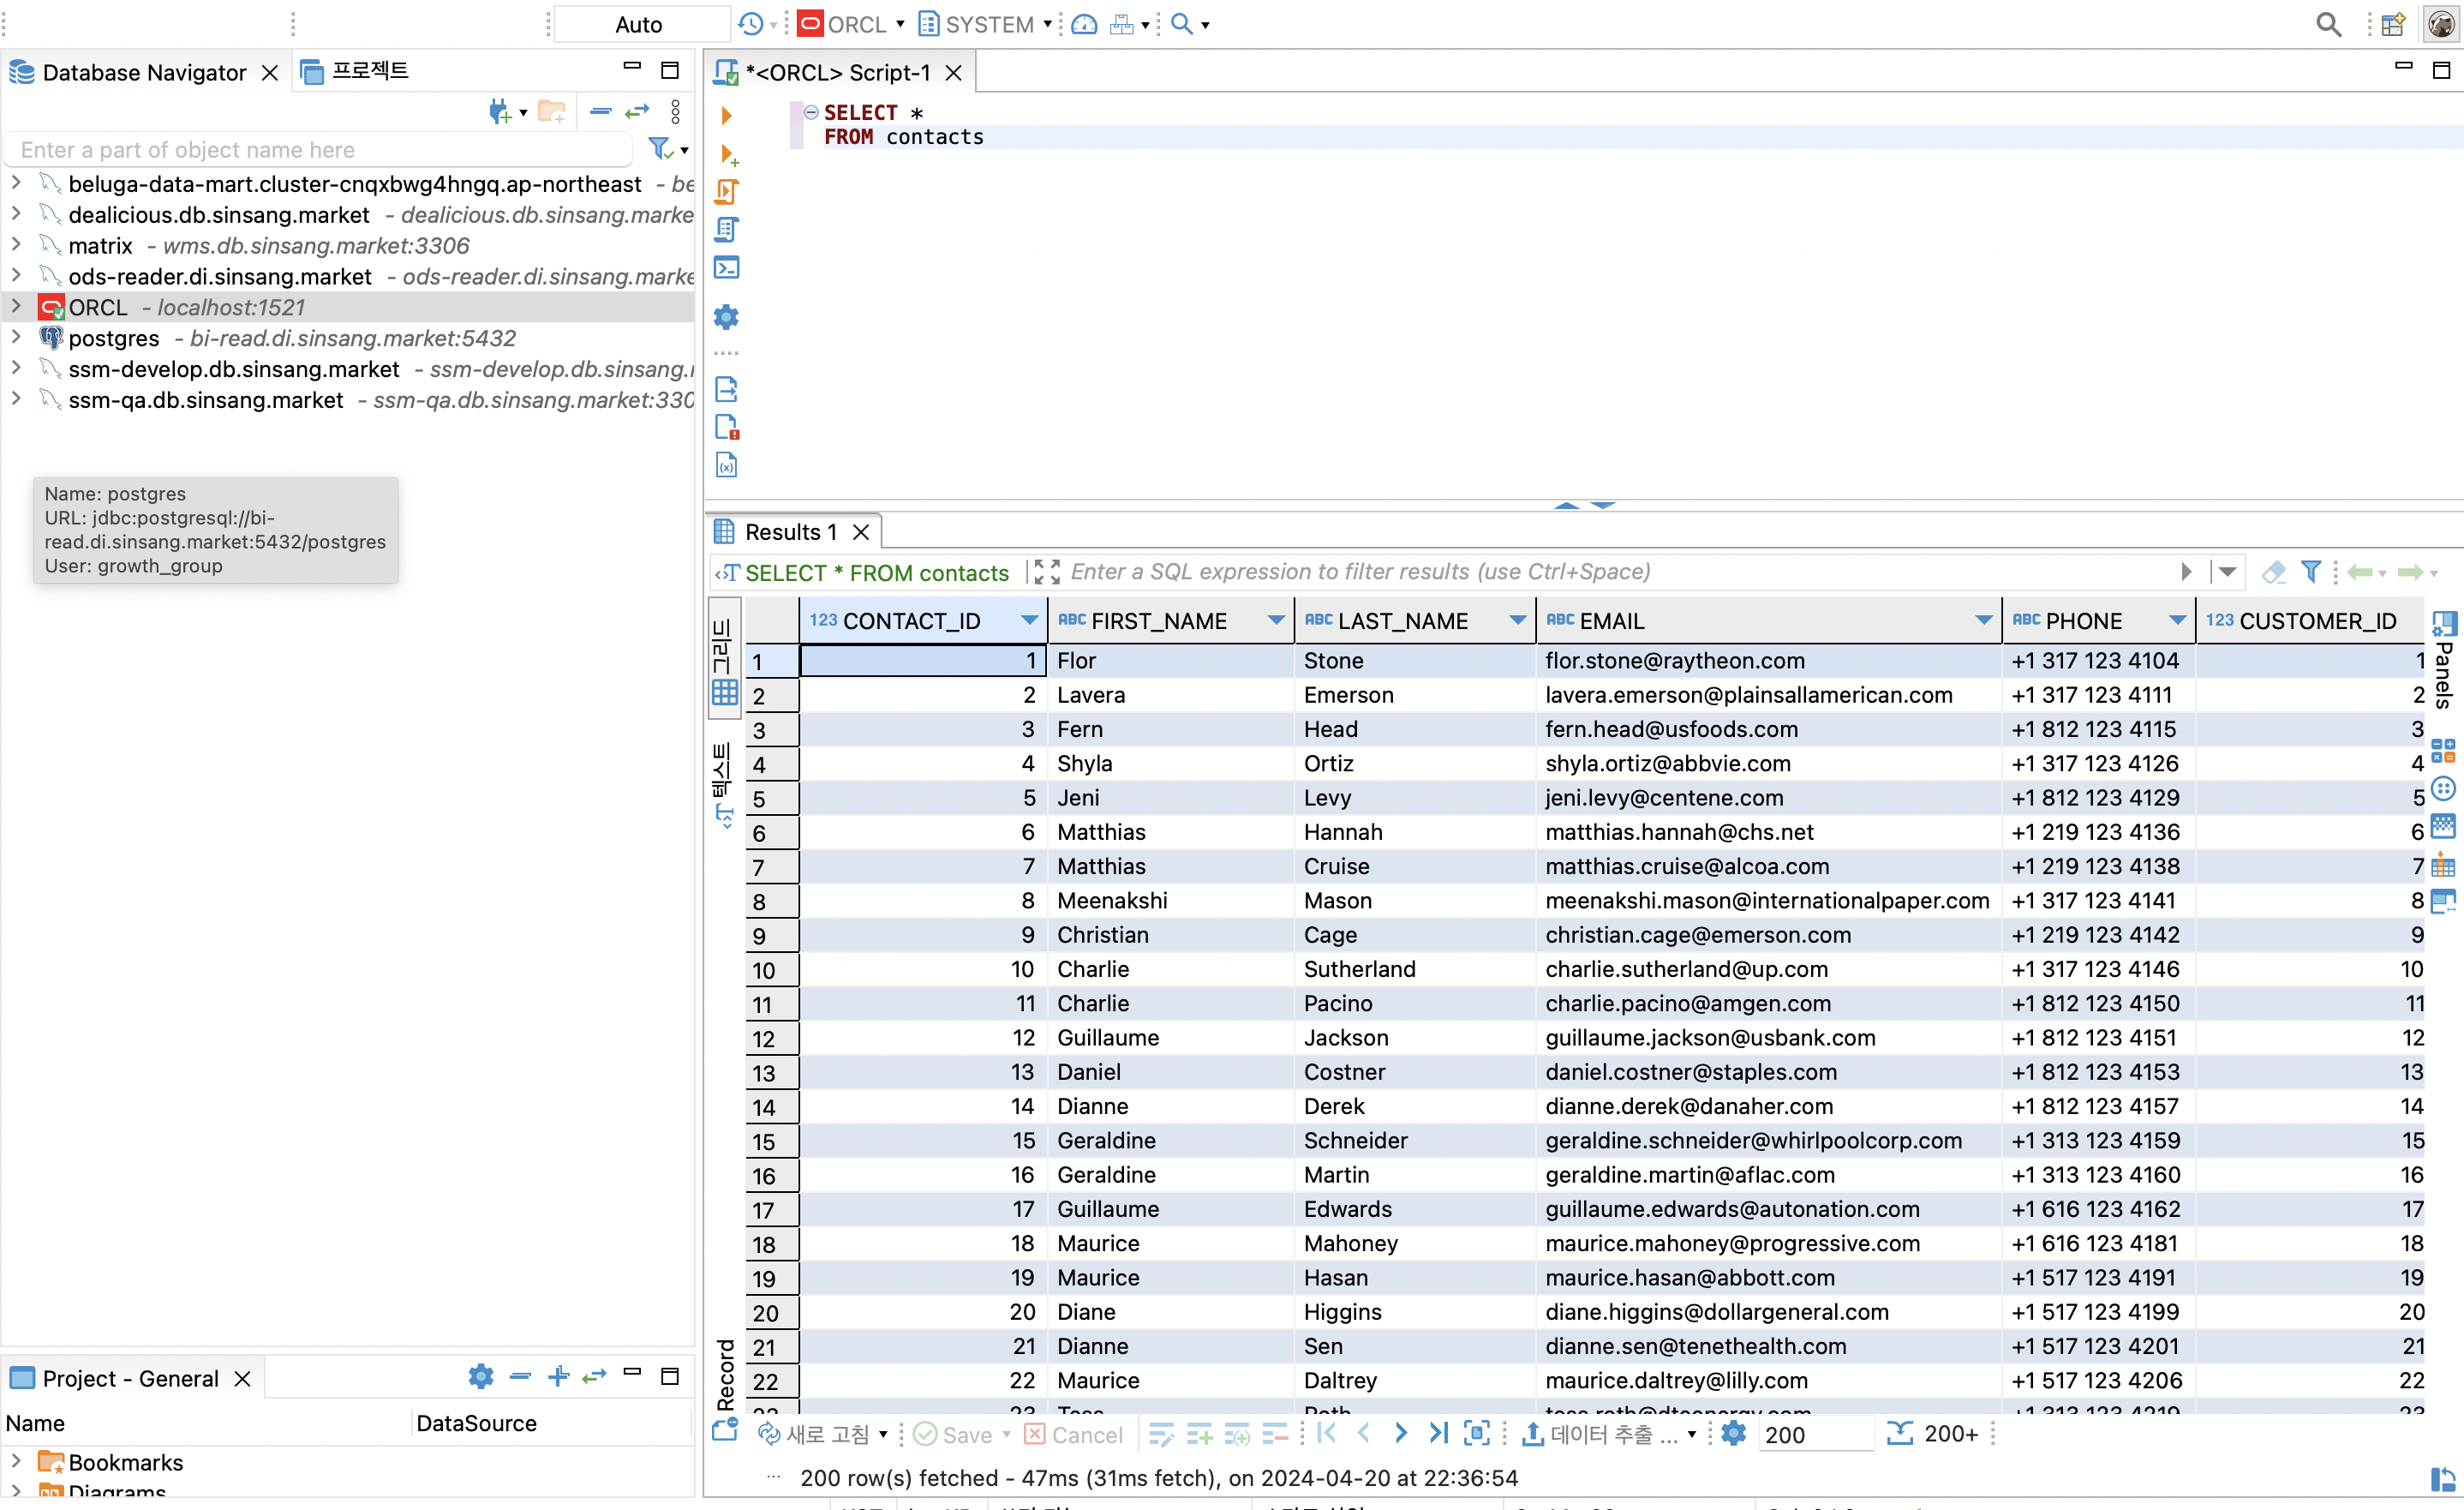 Auto ORCL SYSTEM
Database Navigator 프로젝트
Enter a part of object name here
beluga-data-mart.cluster-cnqxbwg4hngq.ap-northeast - be
dealicious.db.sinsang.market - dealicious.db.sinsang.marke
matrix - wms.db.sinsang.market:3306
ods-reader.di.sinsang.market - ods-reader.di.sinsang.marke
ORCL - localhost:1521
postgres - bi-read.di.sinsang.market:5432
ssm-develop.db.sinsang.market - ssm-develop.db.sinsang.
ssm-qa.db.sinsang.market - ssm-qa.db.sinsang.market:330
Name: postgres
URL: jdbc:postgresql://bi-
read.di.sinsang.market:5432/postgres
User: growth_group
Project - General
Name DataSource
Bookmarks
Diagrams
*<ORCL> Script-1
SELECT *
FROM contacts
Results 1
SELECT * FROM contacts Enter a SQL expression to filter results (use Ctrl+Space)
그리드
텍스트
Record
Panels
123 CONTACT_ID ABC FIRST_NAME ABC LAST_NAME ABC EMAIL ABC PHONE 123 CUSTOMER_ID
1 1 Flor Stone flor.stone@raytheon.com +1 317 123 4104 1
2 2 Lavera Emerson lavera.emerson@plainsallamerican.com +1 317 123 4111 2
3 3 Fern Head fern.head@usfoods.com +1 812 123 4115 3
4 4 Shyla Ortiz shyla.ortiz@abbvie.com +1 317 123 4126 4
5 5 Jeni Levy jeni.levy@centene.com +1 812 123 4129 5
6 6 Matthias Hannah matthias.hannah@chs.net +1 219 123 4136 6
7 7 Matthias Cruise matthias.cruise@alcoa.com +1 219 123 4138 7
8 8 Meenakshi Mason meenakshi.mason@internationalpaper.com +1 317 123 4141 8
9 9 Christian Cage christian.cage@emerson.com +1 219 123 4142 9
10 10 Charlie Sutherland charlie.sutherland@up.com +1 317 123 4146 10
11 11 Charlie Pacino charlie.pacino@amgen.com +1 812 123 4150 11
12 12 Guillaume Jackson guillaume.jackson@usbank.com +1 812 123 4151 12
13 13 Daniel Costner daniel.costner@staples.com +1 812 123 4153 13
14 14 Dianne Derek dianne.derek@danaher.com +1 812 123 4157 14
15 15 Geraldine Schneider geraldine.schneider@whirlpoolcorp.com +1 313 123 4159 15
16 16 Geraldine Martin geraldine.martin@aflac.com +1 313 123 4160 16
17 17 Guillaume Edwards guillaume.edwards@autonation.com +1 616 123 4162 17
18 18 Maurice Mahoney maurice.mahoney@progressive.com +1 616 123 4181 18
19 19 Maurice Hasan maurice.hasan@abbott.com +1 517 123 4191 19
20 20 Diane Higgins diane.higgins@dollargeneral.com +1 517 123 4199 20
21 21 Dianne Sen dianne.sen@tenethealth.com +1 517 123 4201 21
22 22 Maurice Daltrey maurice.daltrey@lilly.com +1 517 123 4206 22
새로 고침 Save Cancel 데이터 추출 ... 200 200+
200 row(s) fetched - 47ms (31ms fetch), on 2024-04-20 at 22:36:54